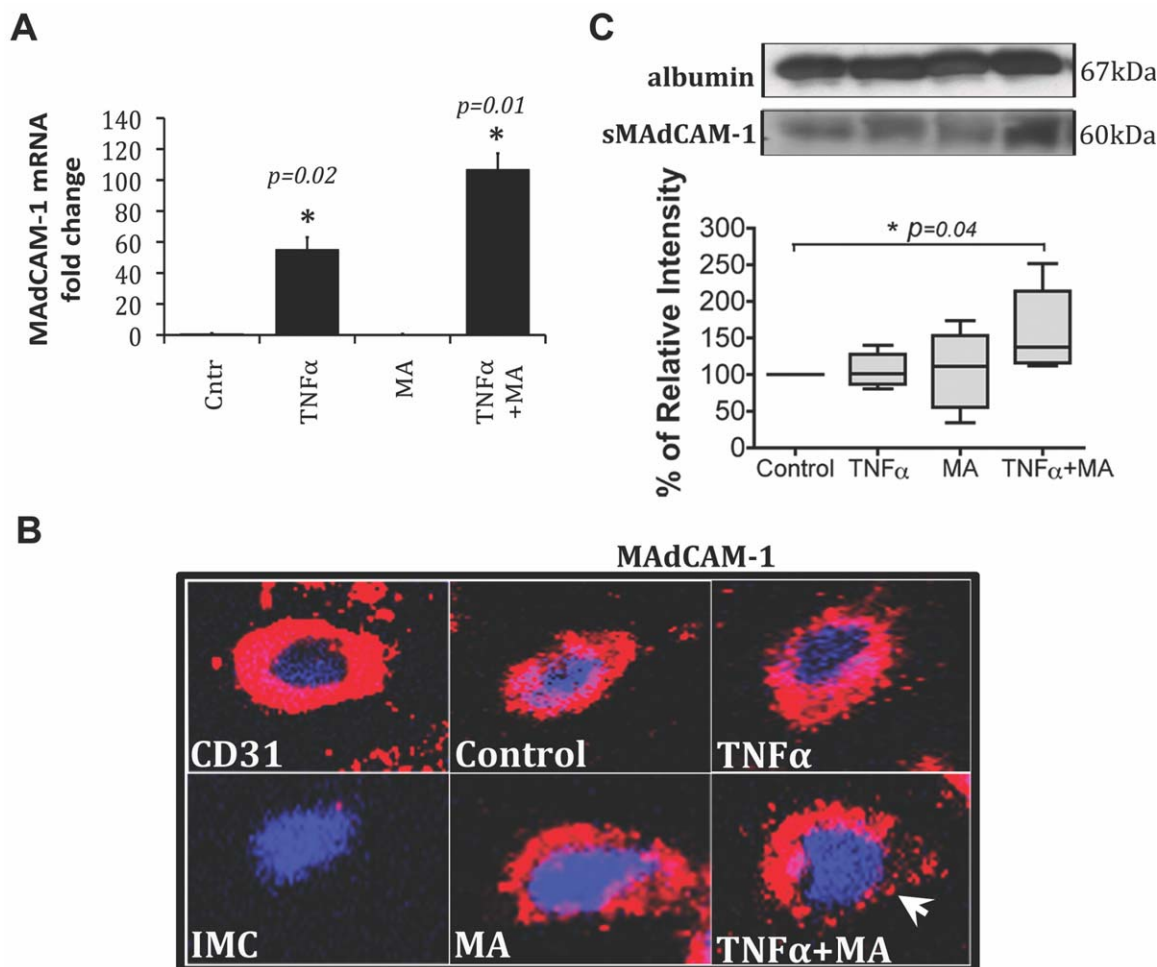 A
MAdCAM-1 mRNA
fold change
140
120
100
80
60
40
20
0
p=0.02
*
p=0.01
*
Cntr
TNFα
MA
TNFα
+MA
C
albumin
67kDa
sMAdCAM-1
60kDa
% of Relative Intensity
300
250
200
150
100
50
0
* p=0.04
Control
TNFα
MA
TNFα+MA
B
MAdCAM-1
CD31
Control
TNFα
IMC
MA
TNFα+MA